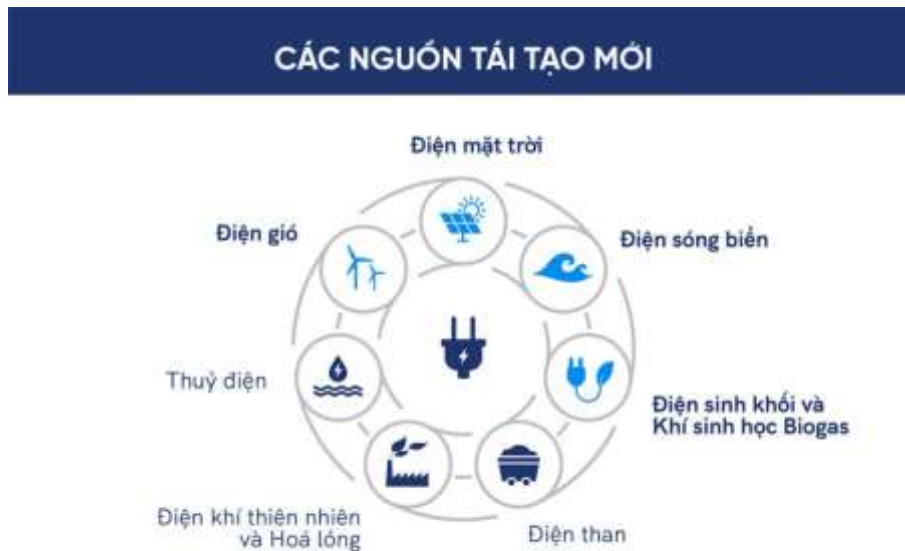 CÁC NGUỒN TÁI TẠO MỚI
Điện mặt trời
Điện gió
Điện sóng biển
Thuỷ điện
Điện sinh khối và
Khí sinh học Biogas
Điện khí thiên nhiên
và Hoá lỏng
Điện than